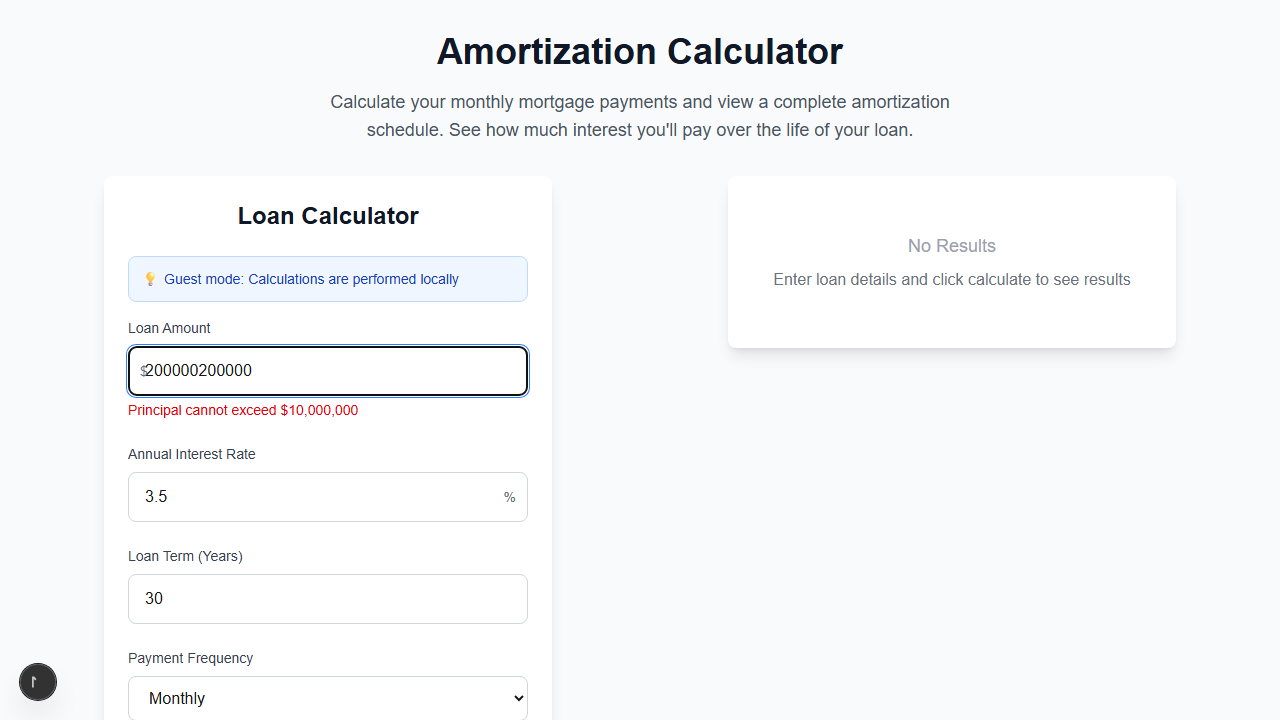 Amortization Calculator
Calculate your monthly mortgage payments and view a complete amortization
schedule. See how much interest you'll pay over the life of your loan.
Loan Calculator
💡 Guest mode: Calculations are performed locally
Loan Amount
$200000200000
Principal cannot exceed $10,000,000
Annual Interest Rate
3.5 %
Loan Term (Years)
30
Payment Frequency
Monthly
No Results
Enter loan details and click calculate to see results